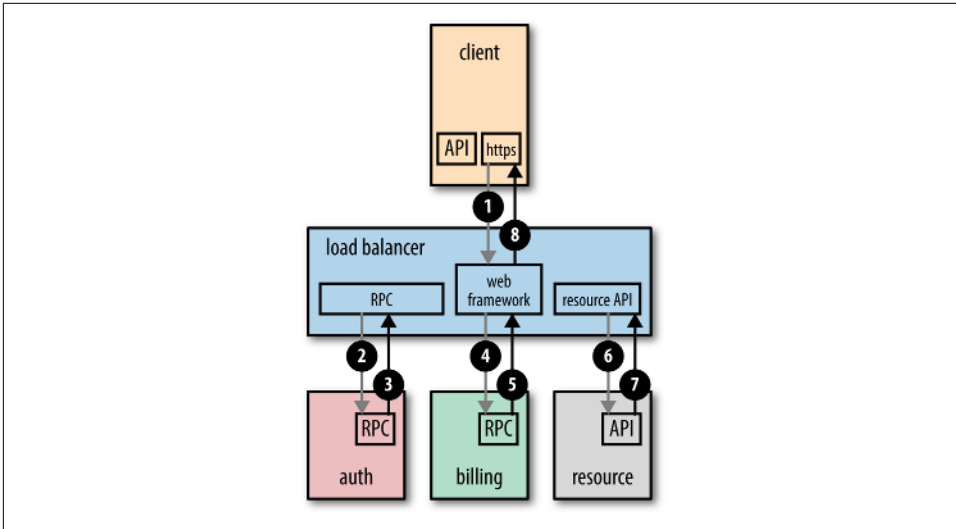 client
API
https
1
8
load balancer
RPC
web
framework
resource API
2
3
4
5
6
7
RPC
RPC
API
auth
billing
resource